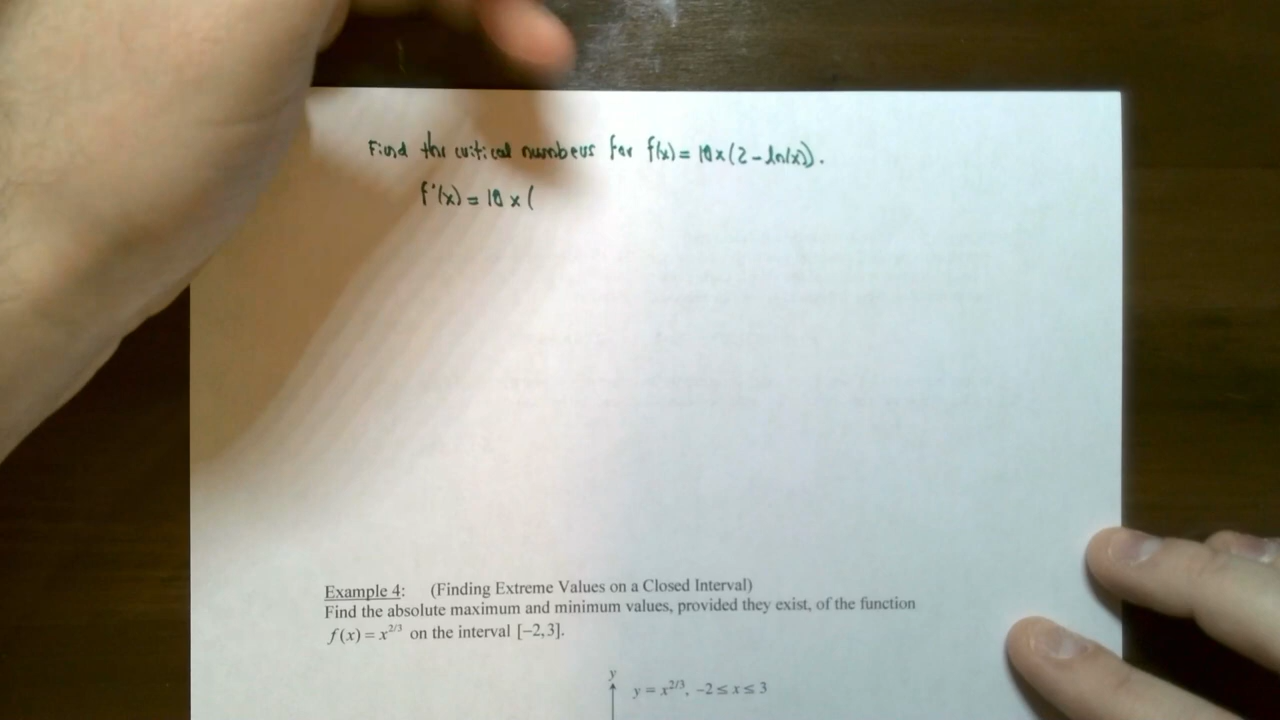 Find the critical numbers for f(x) = 10x(2 - ln(x)).
f'(x) = 10x(
Example 4: (Finding Extreme Values on a Closed Interval)
Find the absolute maximum and minimum values, provided they exist, of the function
f(x) = x^{2/3} on the interval [-2,3].
y
y = x^{2/3}, -2 ≤ x ≤ 3